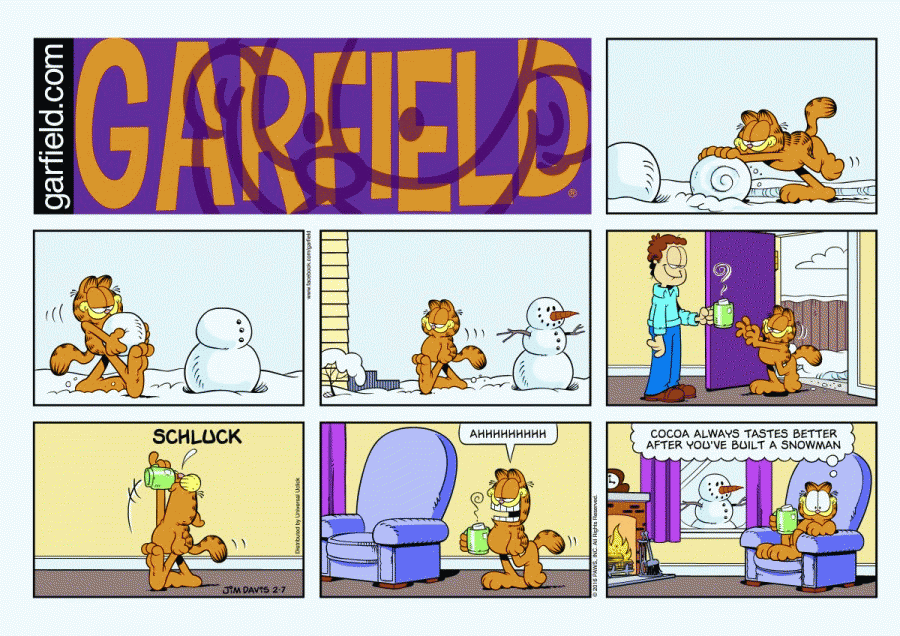 garfield.com
GARFIELD
®
www.facebook.com/garfield
SCHLUCK
JIM DAVIS 2-7
Distributed by Universal Uclick
AHHHHHHHHH
© 2016 PAWS, INC. All Rights Reserved.
COCOA ALWAYS TASTES BETTER
AFTER YOU'VE BUILT A SNOWMAN